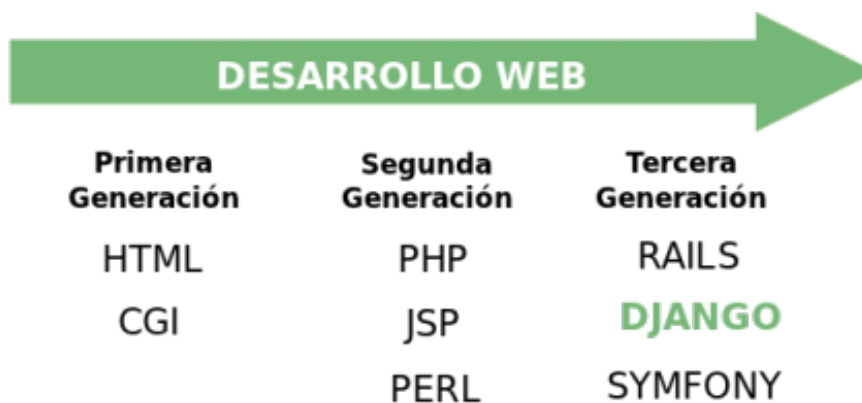 DESARROLLO WEB
Primera
Generación
HTML
CGI
Segunda
Generación
PHP
JSP
PERL
Tercera
Generación
RAILS
DJANGO
SYMFONY